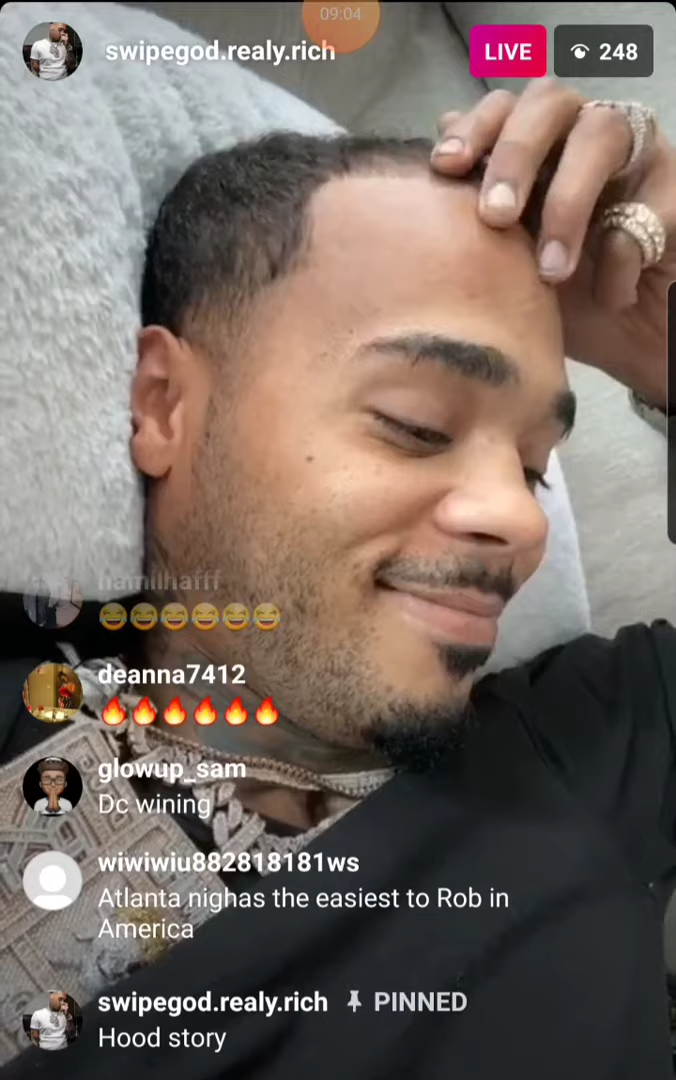 09:04
swipegod.realy.rich
LIVE
248
hamilhafff
😂😂😂😂😂😂
deanna7412
🔥🔥🔥🔥🔥🔥
glowup_sam
Dc wining
wiwiwiu882818181ws
Atlanta nighas the easiest to Rob in
America
swipegod.realy.rich PINNED
Hood story